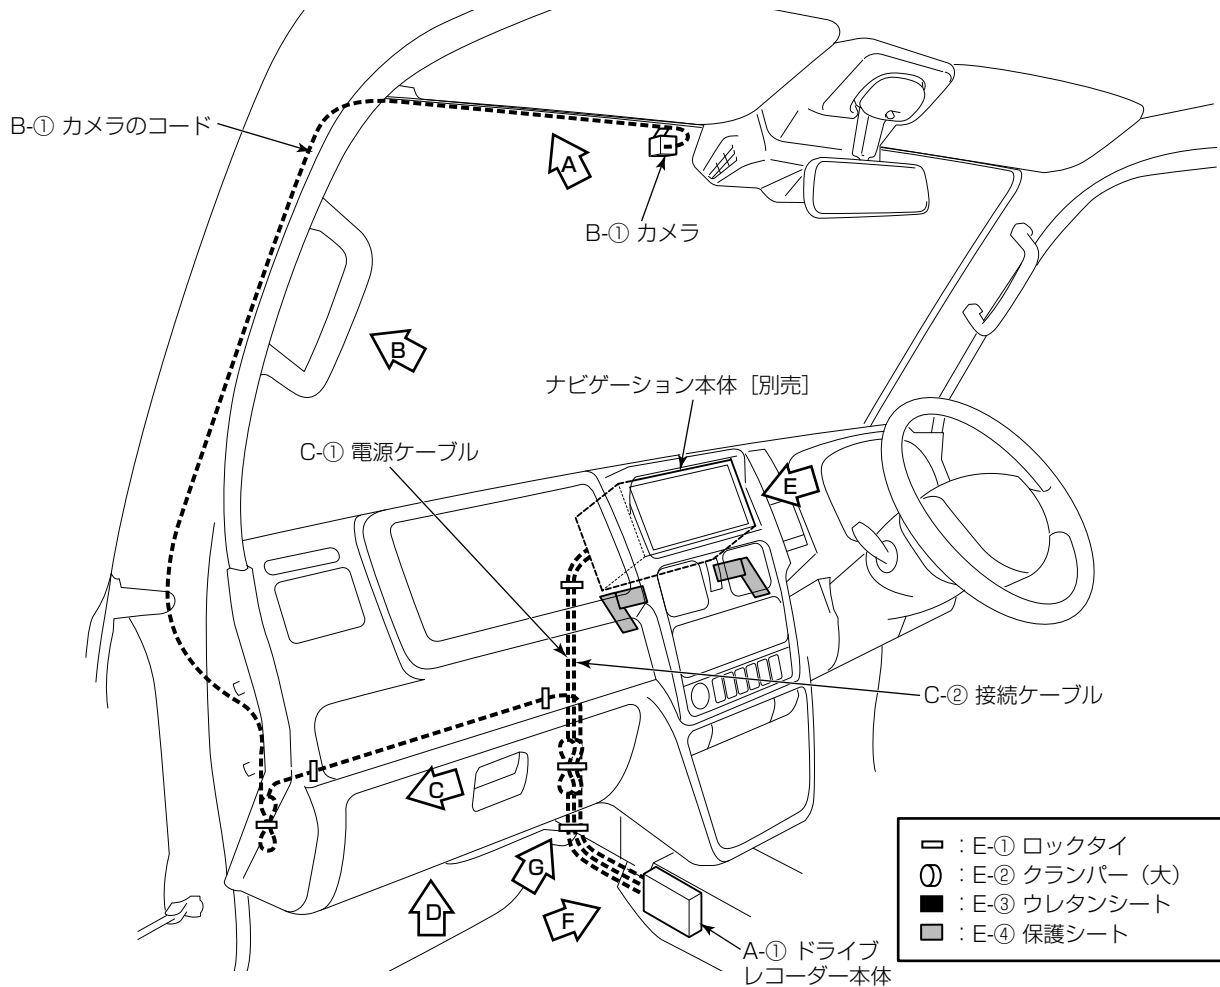 B-① カメラのコード
A
B-① カメラ
B
ナビゲーション本体［別売］
C-① 電源ケーブル
E
C-② 接続ケーブル
C
G
D
F
A-① ドライブ
レコーダー本体
：E-① ロックタイ
：E-② クランパー（大）
：E-③ ウレタンシート
：E-④ 保護シート